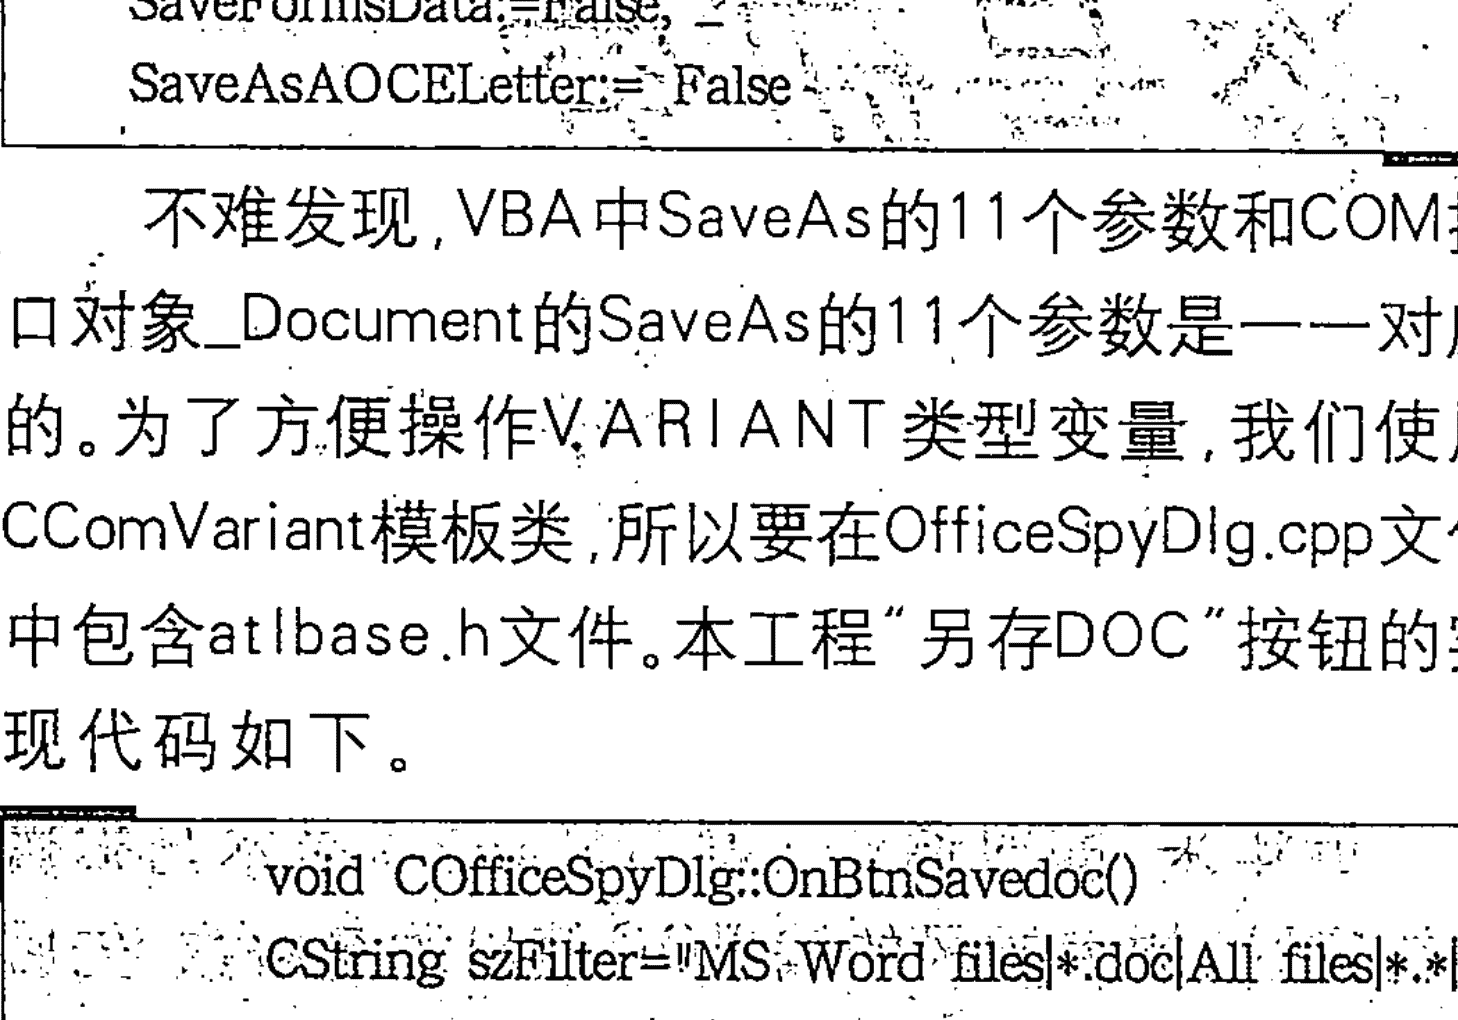 SaveFormsData:=False, _
SaveAsAOCELetter:= False
不难发现,VBA中SaveAs的11个参数和COM
口对象_Document的SaveAs的11个参数是一一对
的。为了方便操作VARIANT类型变量,我们使
CComVariant模板类,所以要在OfficeSpyDlg.cpp文
中包含atlbase.h文件。本工程“另存DOC”按钮的
现代码如下。
void COfficeSpyDlg::OnBtnSavedoc()
CString szFilter="MS Word files|*.doc|All files|*.*|